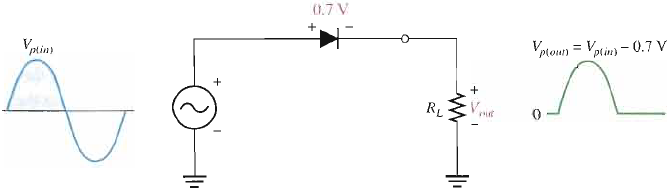 0.7 V
+ −
V_p(in)
V_p(out) = V_p(in) − 0.7 V
+
−
R_L
+
V_out
−
0